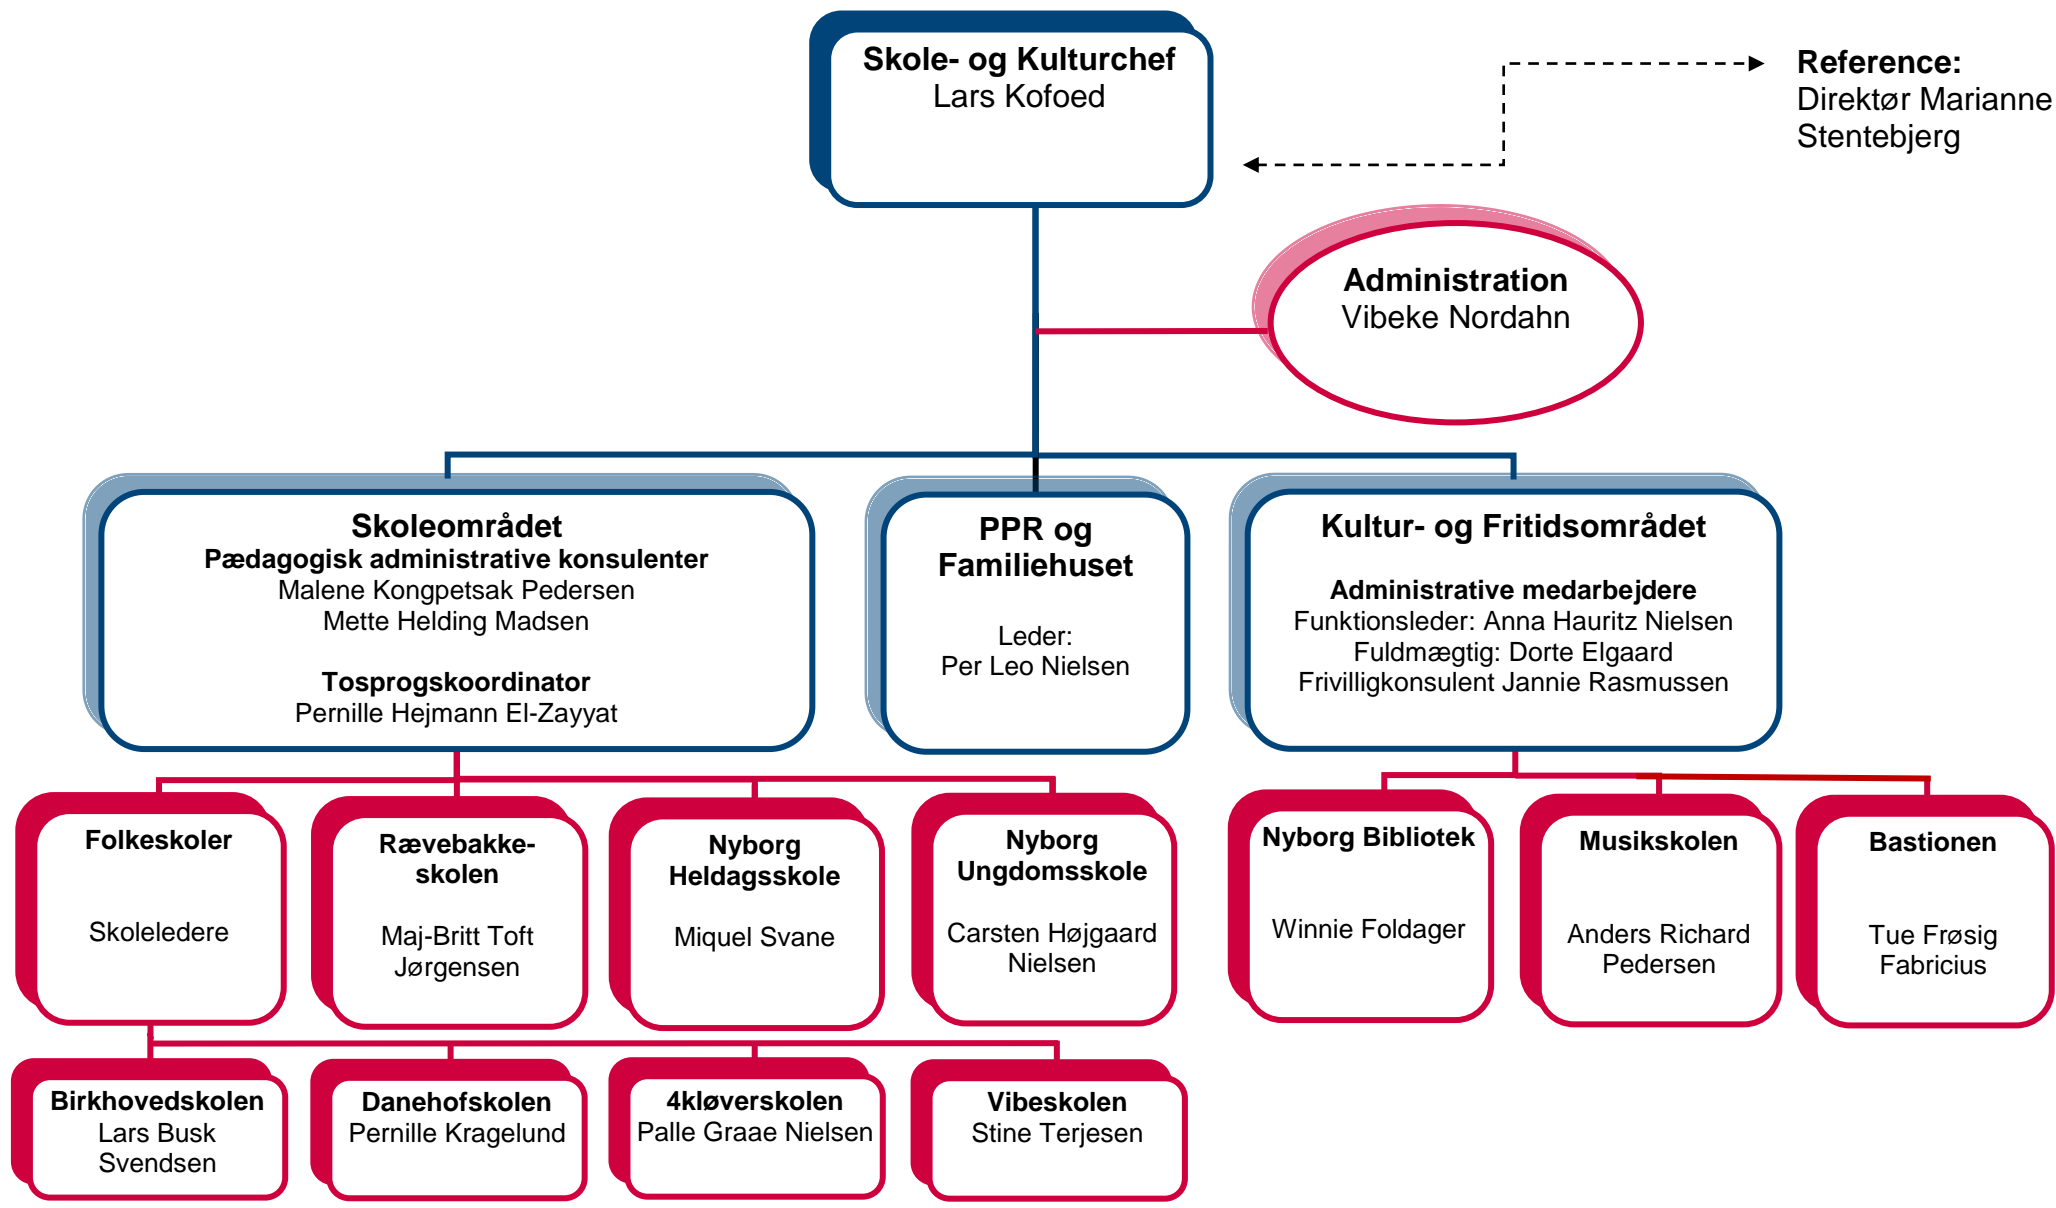 Skole- og Kulturchef
Lars Kofoed
Reference:
Direktør Marianne
Stentebjerg
Administration
Vibeke Nordahn
Skoleområdet
Pædagogisk administrative konsulenter
Malene Kongpetsak Pedersen
Mette Helding Madsen
Tosprogskoordinator
Pernille Hejmann El-Zayyat
PPR og
Familiehuset
Leder:
Per Leo Nielsen
Kultur- og Fritidsområdet
Administrative medarbejdere
Funktionsleder: Anna Hauritz Nielsen
Fuldmægtig: Dorte Elgaard
Frivilligkonsulent Jannie Rasmussen
Folkeskoler
Skoleledere
Rævebakke-
skolen
Maj-Britt Toft
Jørgensen
Nyborg
Heldagsskole
Miquel Svane
Nyborg
Ungdomsskole
Carsten Højgaard
Nielsen
Nyborg Bibliotek
Winnie Foldager
Musikskolen
Anders Richard
Pedersen
Bastionen
Tue Frøsig
Fabricius
Birkhovedskolen
Lars Busk
Svendsen
Danehofskolen
Pernille Kragelund
4kløverskolen
Palle Graae Nielsen
Vibeskolen
Stine Terjesen